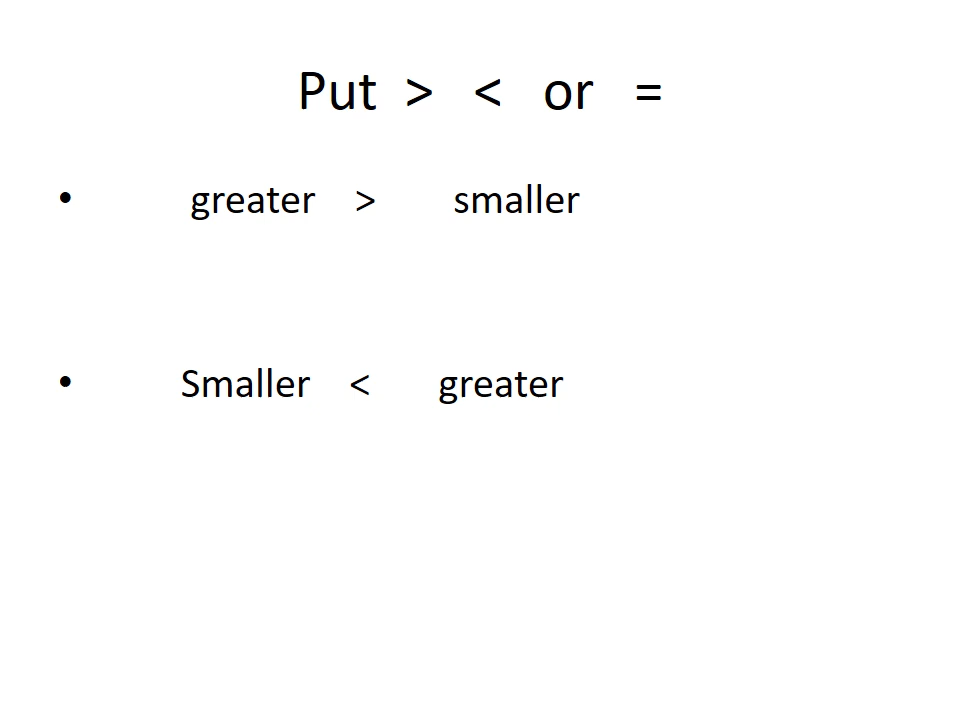 Put > < or =
• greater > smaller
• Smaller < greater